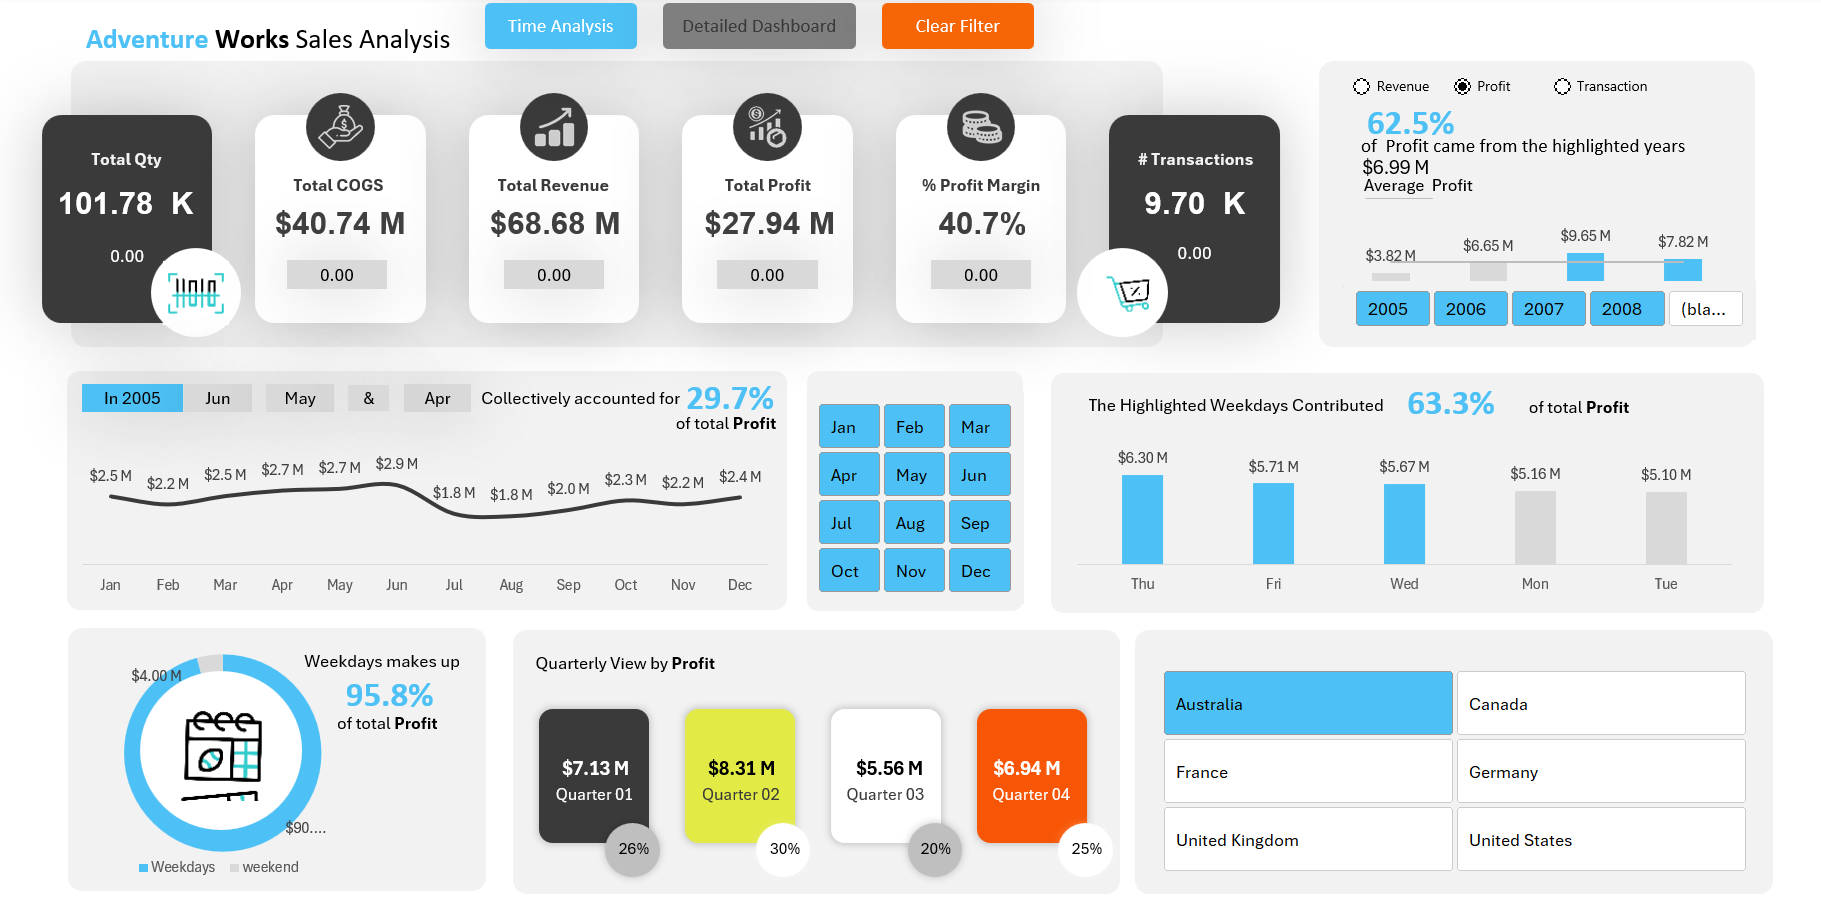 Adventure Works Sales Analysis
Time Analysis
Detailed Dashboard
Clear Filter
Total Qty
101.78 K
0.00
Total COGS
$40.74 M
0.00
Total Revenue
$68.68 M
0.00
Total Profit
$27.94 M
0.00
% Profit Margin
40.7%
0.00
# Transactions
9.70 K
0.00
Revenue Profit Transaction
62.5%
of Profit came from the highlighted years
$6.99 M
Average Profit
$3.82 M $6.65 M $9.65 M $7.82 M
2005 2006 2007 2008 (bla...
In 2005 Jun May & Apr Collectively accounted for 29.7%
of total Profit
$2.5 M $2.2 M $2.5 M $2.7 M $2.7 M $2.9 M $1.8 M $1.8 M $2.0 M $2.3 M $2.2 M $2.4 M
Jan Feb Mar Apr May Jun Jul Aug Sep Oct Nov Dec
Jan Feb Mar
Apr May Jun
Jul Aug Sep
Oct Nov Dec
The Highlighted Weekdays Contributed 63.3% of total Profit
$6.30 M $5.71 M $5.67 M $5.16 M $5.10 M
Thu Fri Wed Mon Tue
Weekdays makes up
95.8%
of total Profit
$4.00 M
$90....
Weekdays weekend
Quarterly View by Profit
$7.13 M
Quarter 01
26%
$8.31 M
Quarter 02
30%
$5.56 M
Quarter 03
20%
$6.94 M
Quarter 04
25%
Australia Canada
France Germany
United Kingdom United States